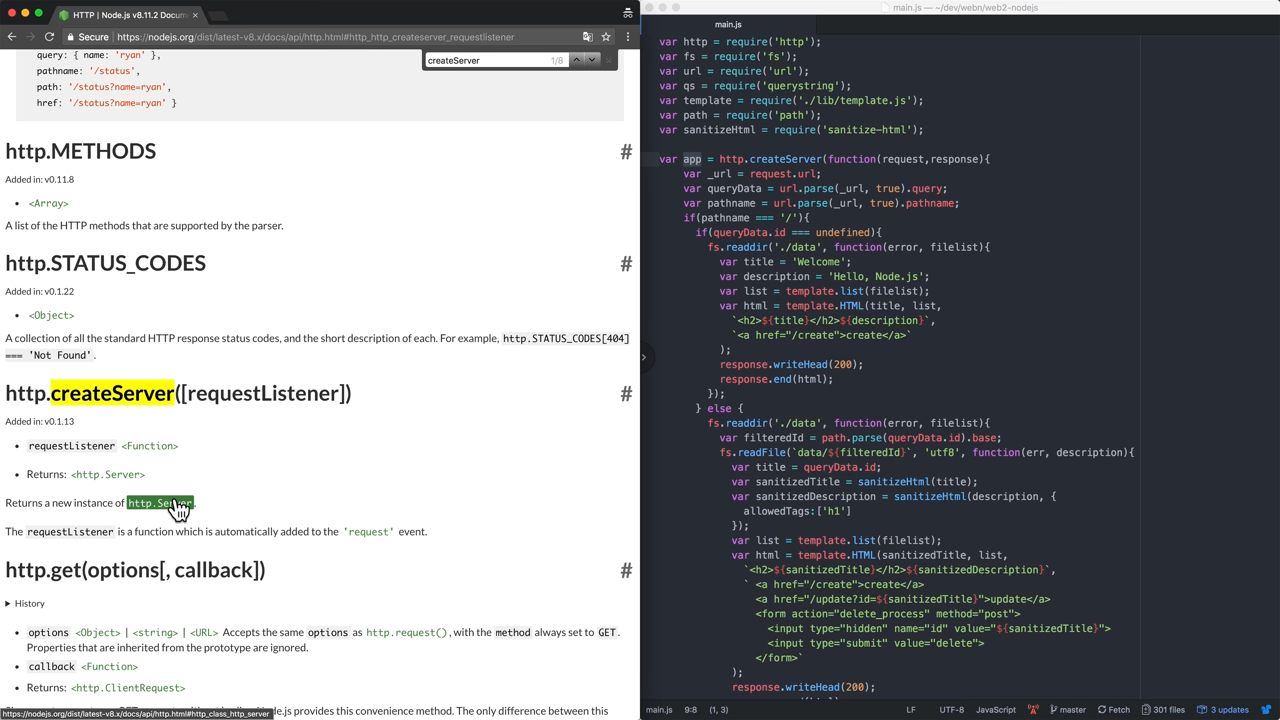 HTTP | Node.js v8.11.2 Docum
Secure
https://nodejs.org/dist/latest-v8.x/docs/api/http.html#http_http_createserver_requestlistener
createServer
1/8
query: { name: 'ryan' },
pathname: '/status',
path: '/status?name=ryan',
href: '/status?name=ryan' }
http.METHODS
#
Added in: v0.11.8
<Array>
A list of the HTTP methods that are supported by the parser.
http.STATUS_CODES
#
Added in: v0.1.22
<Object>
A collection of all the standard HTTP response status codes, and the short description of each. For example, http.STATUS_CODES[404]
=== 'Not Found'.
http.createServer([requestListener])
#
Added in: v0.1.13
requestListener <Function>
Returns: <http.Server>
Returns a new instance of http.Server.
The requestListener is a function which is automatically added to the 'request' event.
http.get(options[, callback])
#
History
options <Object> | <string> | <URL> Accepts the same options as http.request(), with the method always set to GET.
Properties that are inherited from the prototype are ignored.
callback <Function>
Returns: <http.ClientRequest>
Node.js provides this convenience method. The only difference between this
https://nodejs.org/dist/latest-v8.x/docs/api/http.html#http_class_http_server
main.js — ~/dev/webn/web2-nodejs
main.js
var http = require('http');
var fs = require('fs');
var url = require('url');
var qs = require('querystring');
var template = require('./lib/template.js');
var path = require('path');
var sanitizeHtml = require('sanitize-html');
var app = http.createServer(function(request,response){
var _url = request.url;
var queryData = url.parse(_url, true).query;
var pathname = url.parse(_url, true).pathname;
if(pathname === '/'){
if(queryData.id === undefined){
fs.readdir('./data', function(error, filelist){
var title = 'Welcome';
var description = 'Hello, Node.js';
var list = template.list(filelist);
var html = template.HTML(title, list,
`<h2>${title}</h2>${description}`,
`<a href="/create">create</a>`
);
response.writeHead(200);
response.end(html);
});
} else {
fs.readdir('./data', function(error, filelist){
var filteredId = path.parse(queryData.id).base;
fs.readFile(`data/${filteredId}`, 'utf8', function(err, description){
var title = queryData.id;
var sanitizedTitle = sanitizeHtml(title);
var sanitizedDescription = sanitizeHtml(description, {
allowedTags:['h1']
});
var list = template.list(filelist);
var html = template.HTML(sanitizedTitle, list,
`<h2>${sanitizedTitle}</h2>${sanitizedDescription}`,
` <a href="/create">create</a>
<a href="/update?id=${sanitizedTitle}">update</a>
<form action="delete_process" method="post">
<input type="hidden" name="id" value="${sanitizedTitle}">
<input type="submit" value="delete">
</form>`
);
response.writeHead(200);
main.js 9:8 (1, 3)
LF UTF-8 JavaScript master Fetch 301 files 3 updates